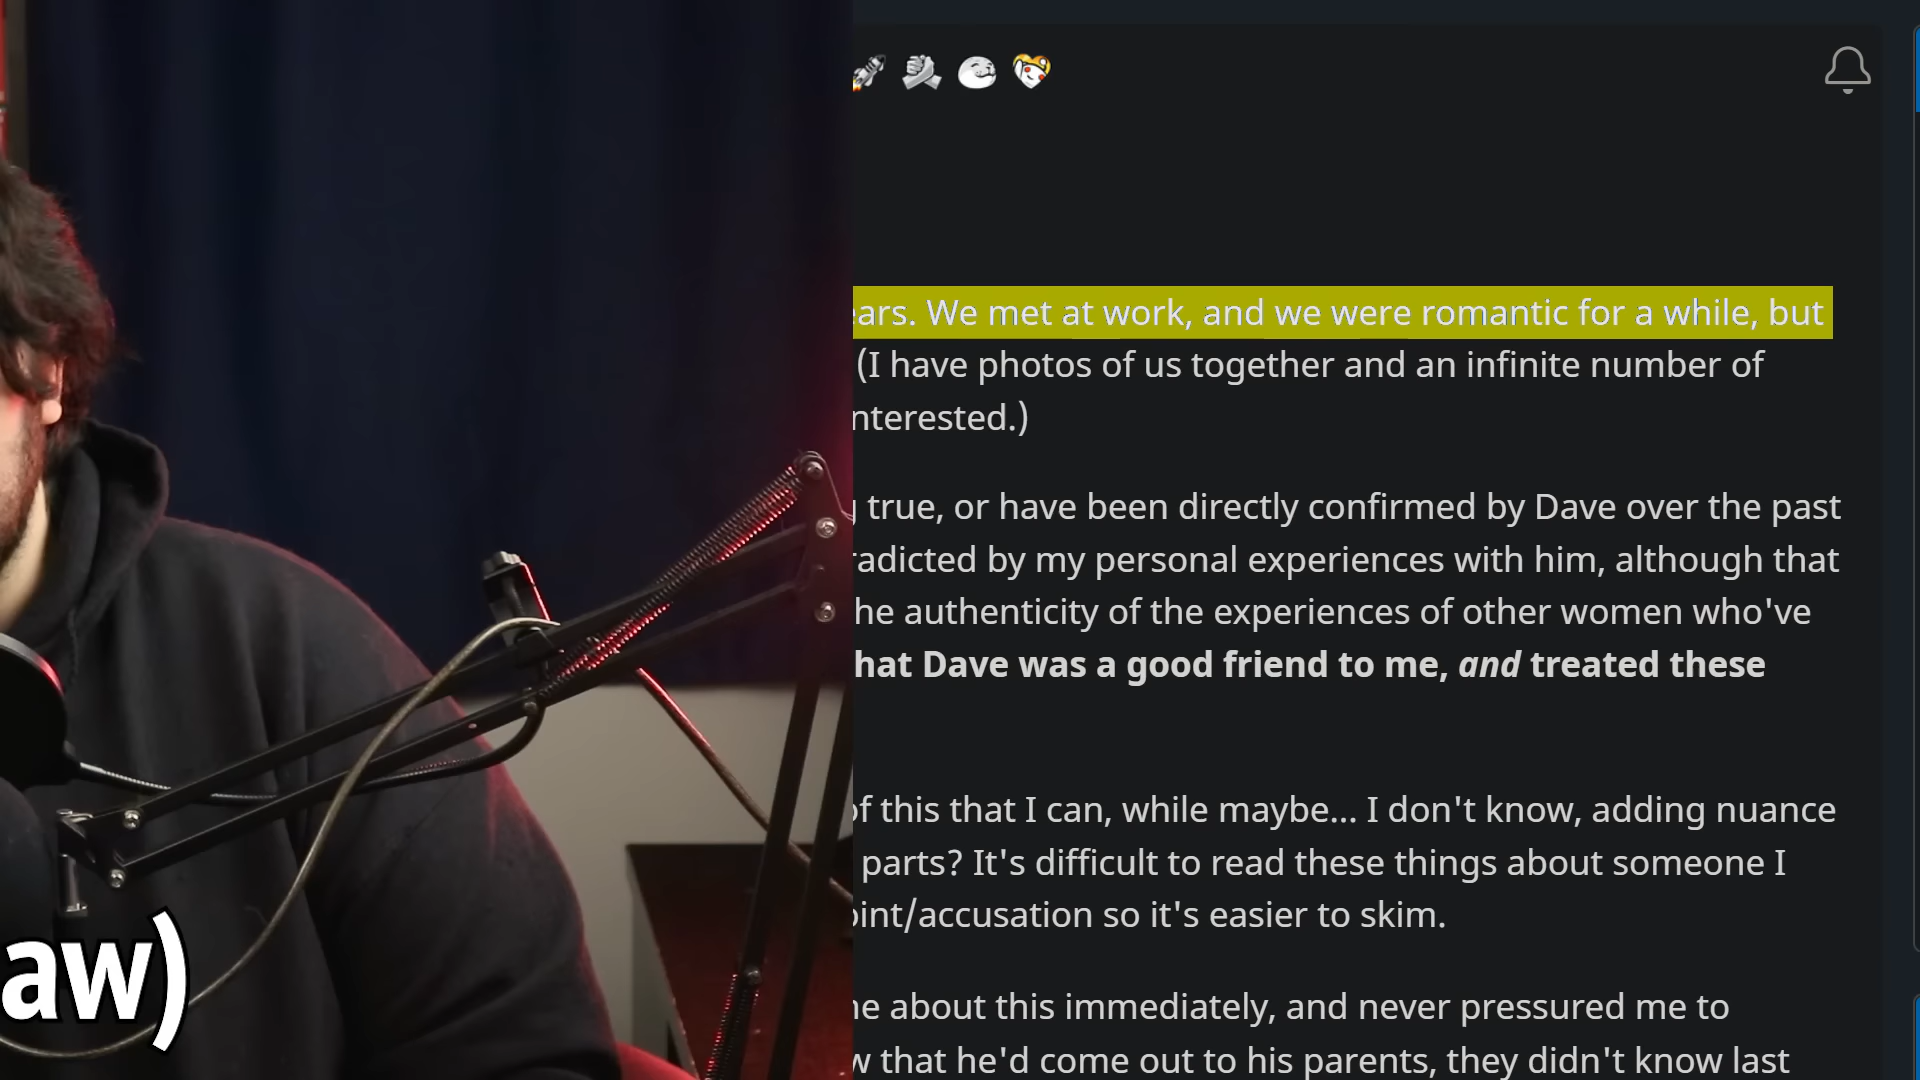 ears. We met at work, and we were romantic for a while, but
(I have photos of us together and an infinite number of
nterested.)
true, or have been directly confirmed by Dave over the past
radicted by my personal experiences with him, although that
he authenticity of the experiences of other women who've
hat Dave was a good friend to me, and treated these
of this that I can, while maybe... I don't know, adding nuance
parts? It's difficult to read these things about someone I
oint/accusation so it's easier to skim.
ne about this immediately, and never pressured me to
w that he'd come out to his parents, they didn't know last
aw)